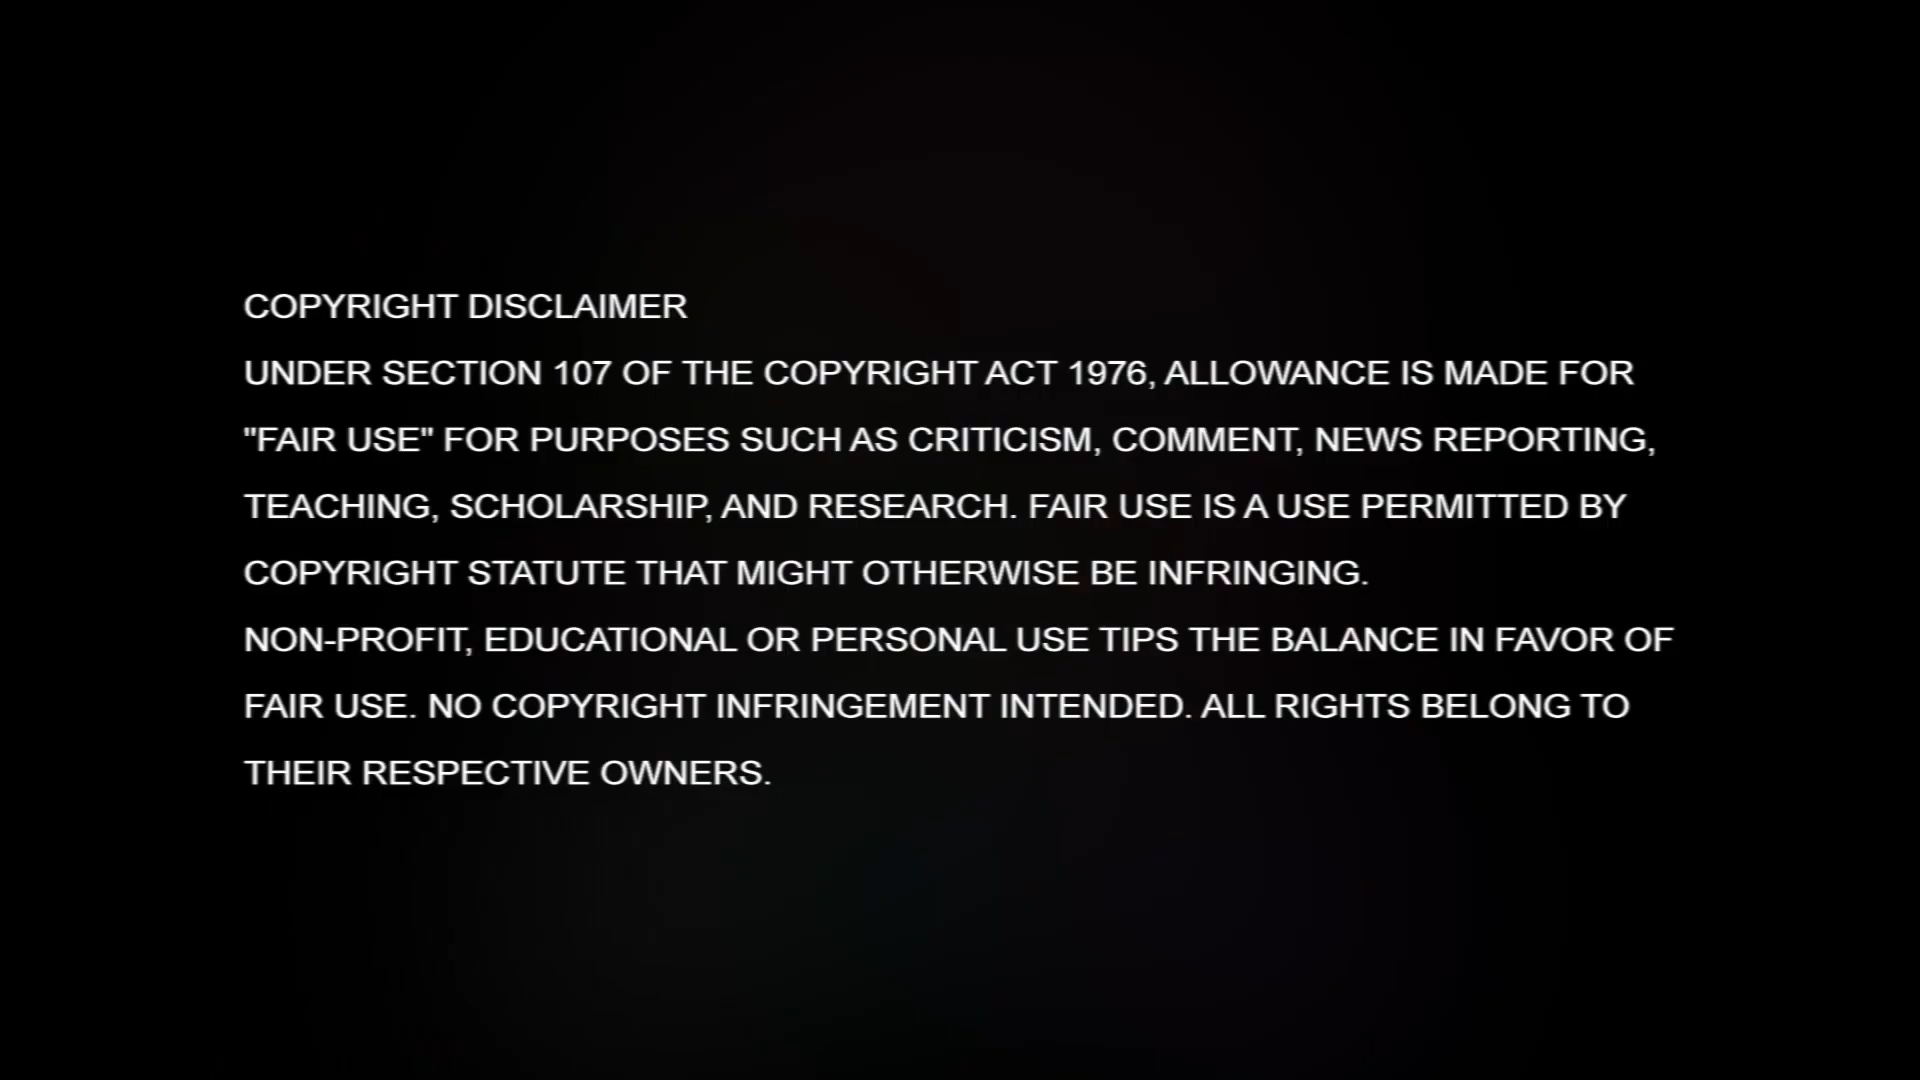 COPYRIGHT DISCLAIMER
UNDER SECTION 107 OF THE COPYRIGHT ACT 1976, ALLOWANCE IS MADE FOR
"FAIR USE" FOR PURPOSES SUCH AS CRITICISM, COMMENT, NEWS REPORTING,
TEACHING, SCHOLARSHIP, AND RESEARCH. FAIR USE IS A USE PERMITTED BY
COPYRIGHT STATUTE THAT MIGHT OTHERWISE BE INFRINGING.
NON-PROFIT, EDUCATIONAL OR PERSONAL USE TIPS THE BALANCE IN FAVOR OF
FAIR USE. NO COPYRIGHT INFRINGEMENT INTENDED. ALL RIGHTS BELONG TO
THEIR RESPECTIVE OWNERS.